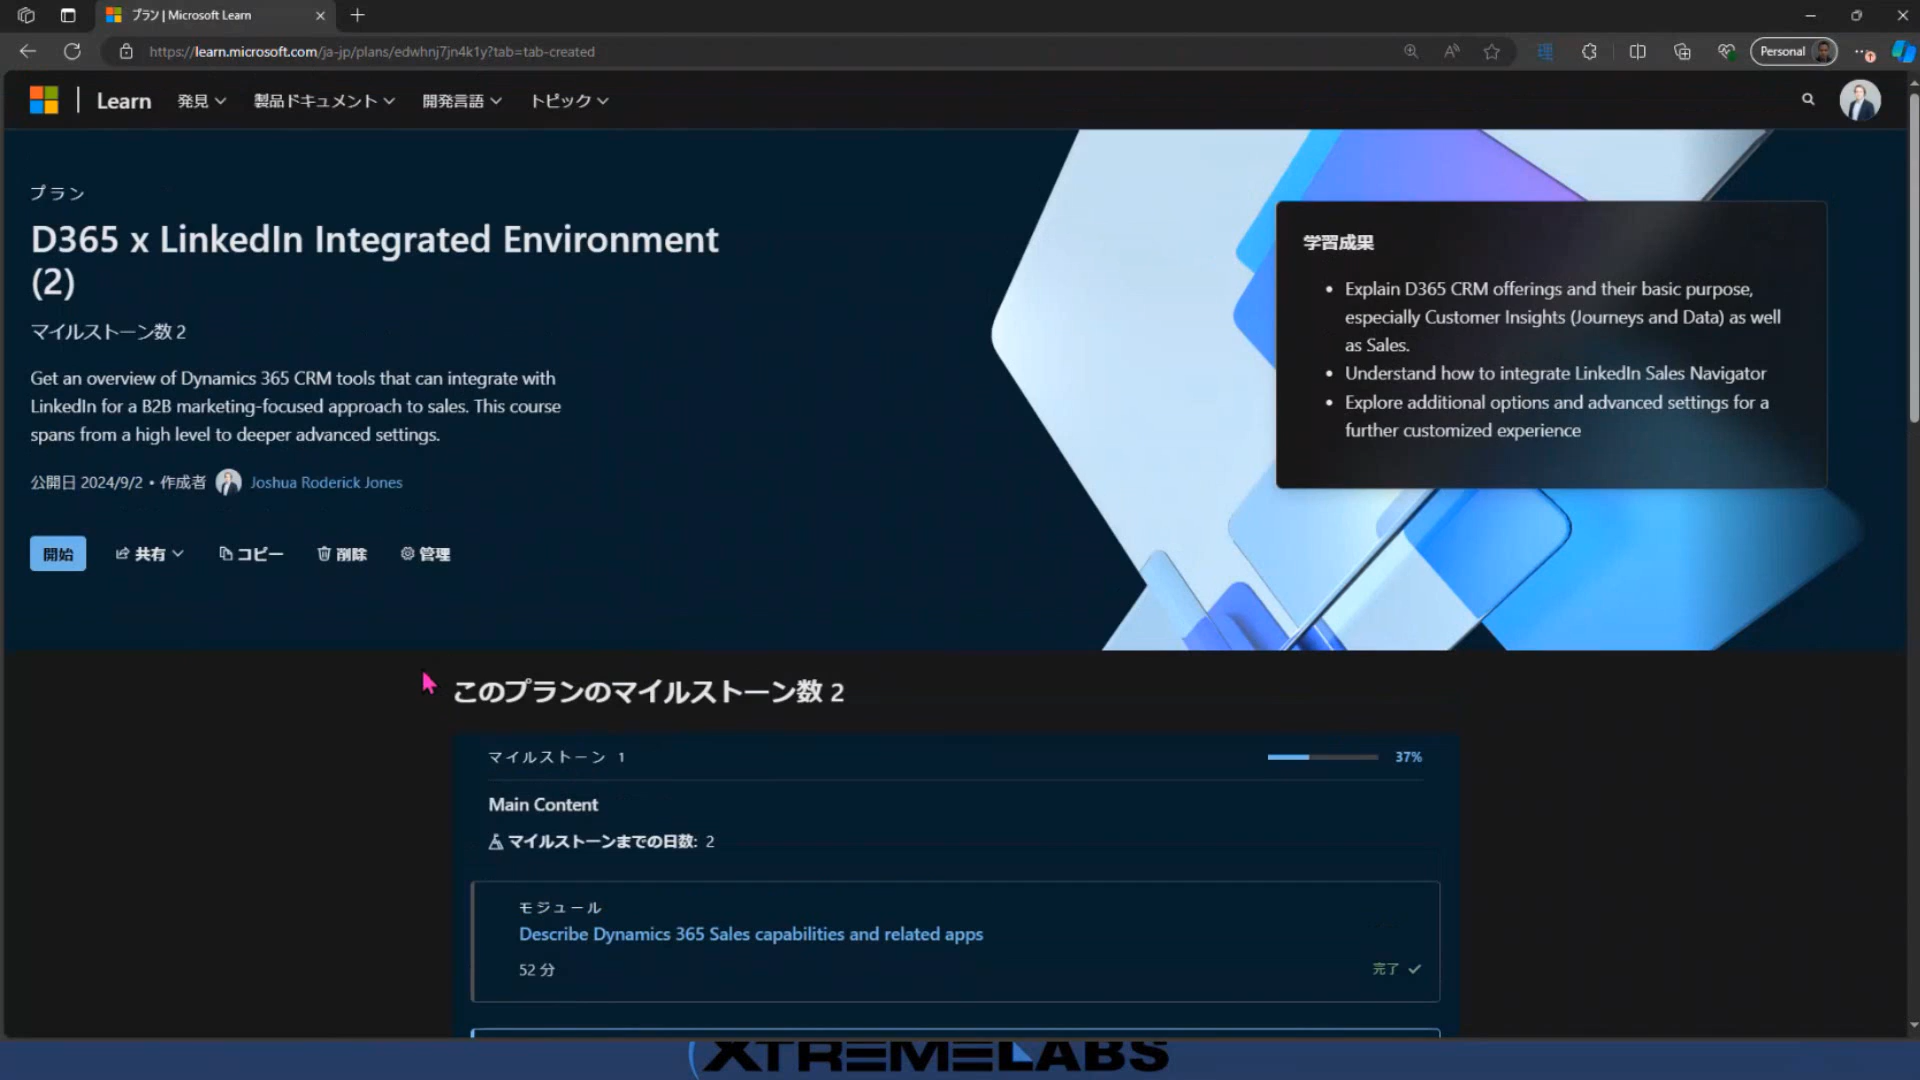 プラン | Microsoft Learn
https://learn.microsoft.com/ja-jp/plans/edwhnj7jn4k1y?tab=tab-created
Personal
Learn 発見 製品ドキュメント 開発言語 トピック
プラン
D365 x LinkedIn Integrated Environment
(2)
マイルストーン数 2
Get an overview of Dynamics 365 CRM tools that can integrate with
LinkedIn for a B2B marketing-focused approach to sales. This course
spans from a high level to deeper advanced settings.
公開日 2024/9/2 • 作成者 Joshua Roderick Jones
開始 共有 コピー 削除 管理
学習成果
• Explain D365 CRM offerings and their basic purpose,
especially Customer Insights (Journeys and Data) as well
as Sales.
• Understand how to integrate LinkedIn Sales Navigator
• Explore additional options and advanced settings for a
further customized experience
このプランのマイルストーン数 2
マイルストーン 1 37%
Main Content
マイルストーンまでの日数: 2
モジュール
Describe Dynamics 365 Sales capabilities and related apps
52 分 完了
XTREMELABS